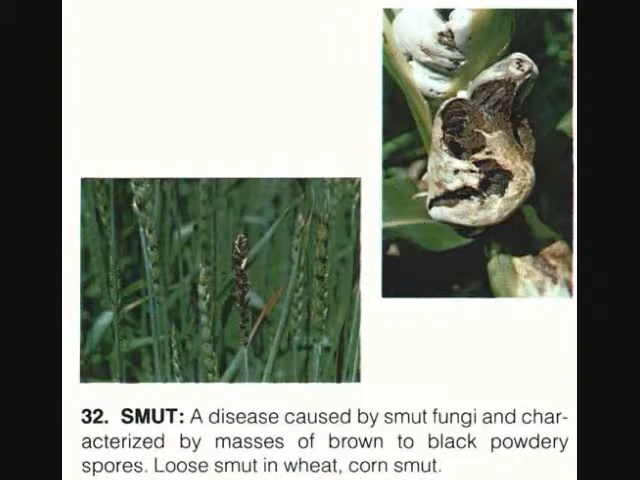 32. SMUT: A disease caused by smut fungi and char-
acterized by masses of brown to black powdery
spores. Loose smut in wheat, corn smut.